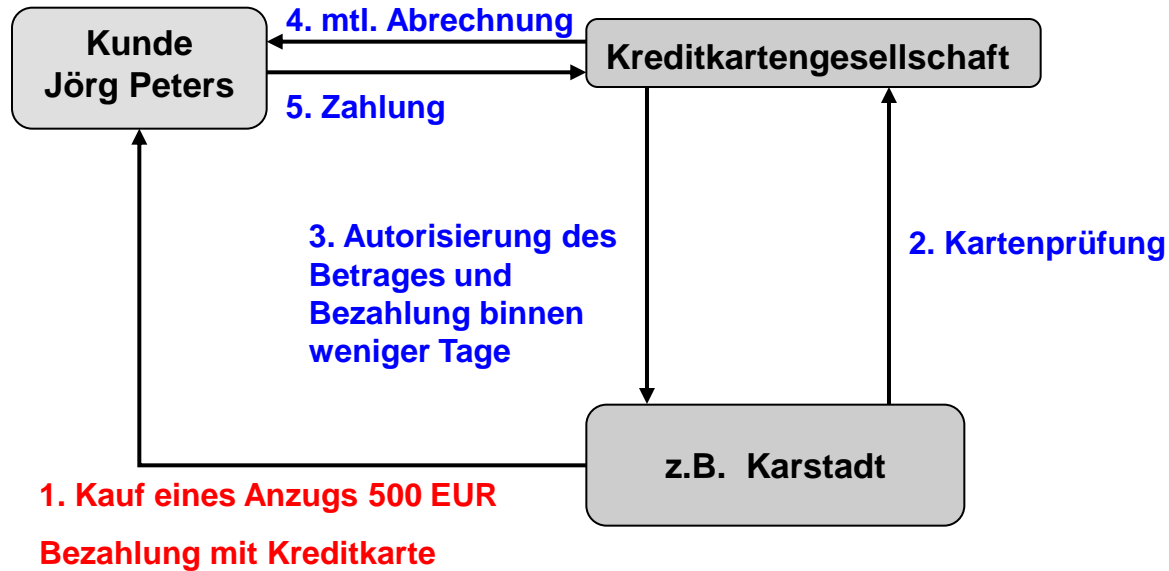 4. mtl. Abrechnung
Kunde
Jörg Peters
Kreditkartengesellschaft
5. Zahlung
3. Autorisierung des
Betrages und
Bezahlung binnen
weniger Tage
2. Kartenprüfung
z.B. Karstadt
1. Kauf eines Anzugs 500 EUR
Bezahlung mit Kreditkarte